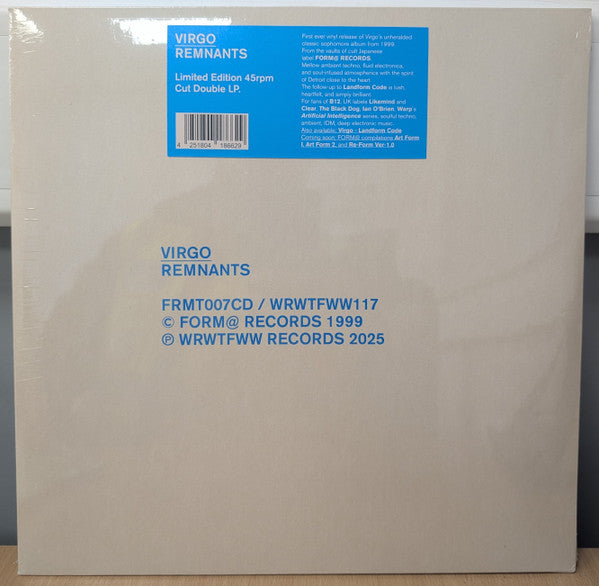 VIRGO
REMNANTS
Limited Edition 45rpm
Cut Double LP.
4 251804 186629
First ever vinyl release of Virgo's unheralded
classic sophomore album from 1999.
From the vaults of cult Japanese
label FORM@ RECORDS.
Mellow ambient techno, fluid electronica,
and soul-infused atmospherics with the spirit
of Detroit close to the heart.
The follow-up to Landform Code is lush,
heartfelt, and simply brilliant.
For fans of B12, UK labels Likemind and
Clear, The Black Dog, Ian O'Brien, Warp's
Artificial Intelligence series, soulful techno,
ambient, IDM, deep electronic music.
Also available: Virgo - Landform Code
Coming soon: FORM@ compilations Art Form
1, Art Form 2, and Re-Form Ver-1.0
VIRGO
REMNANTS
FRMT007CD / WRWTFWW117
© FORM@ RECORDS 1999
℗ WRWTFWW RECORDS 2025